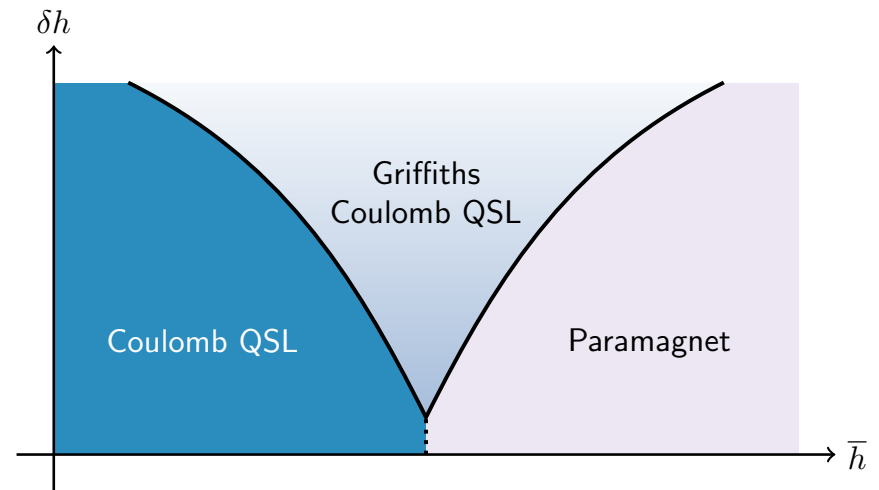 δh
Griffiths
Coulomb QSL
Coulomb QSL
Paramagnet
h̅